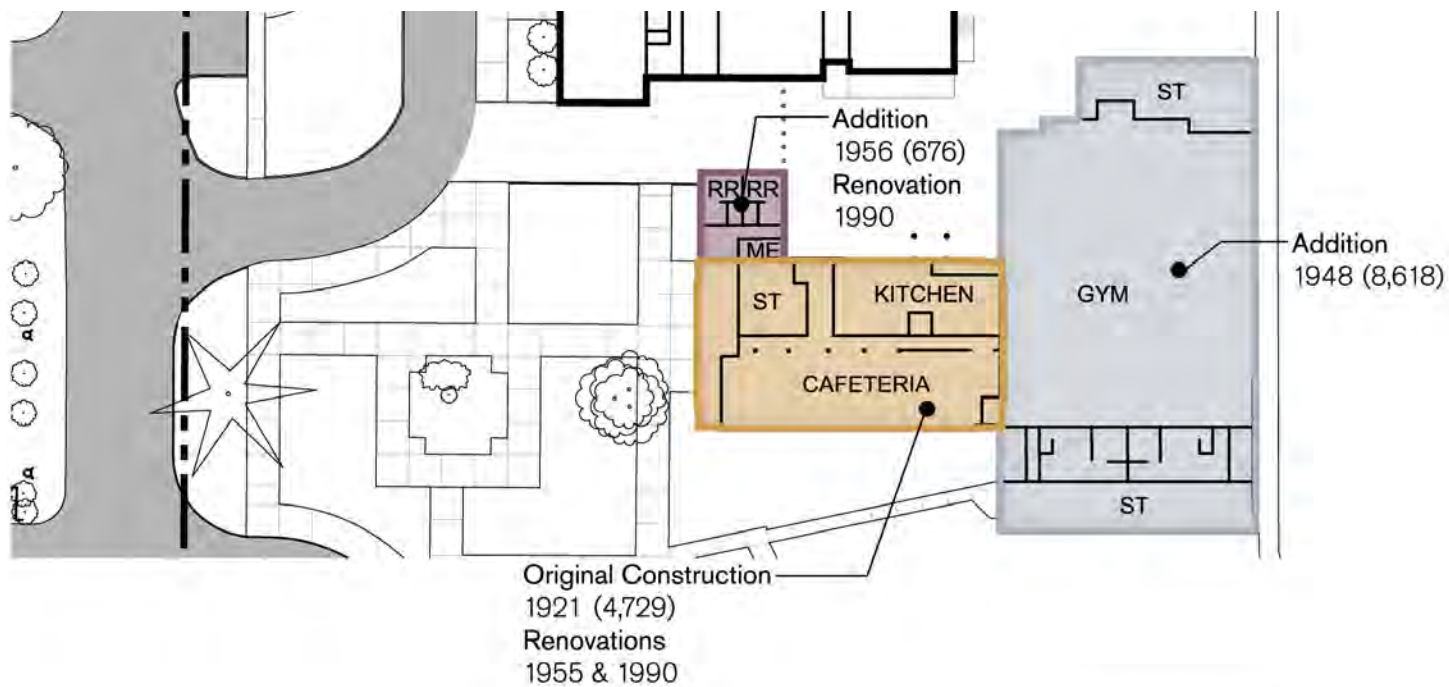 ST
Addition
1956 (676)
Renovation
1990
RR RR
ME
Addition
1948 (8,618)
ST
KITCHEN
GYM
CAFETERIA
ST
Original Construction
1921 (4,729)
Renovations
1955 & 1990